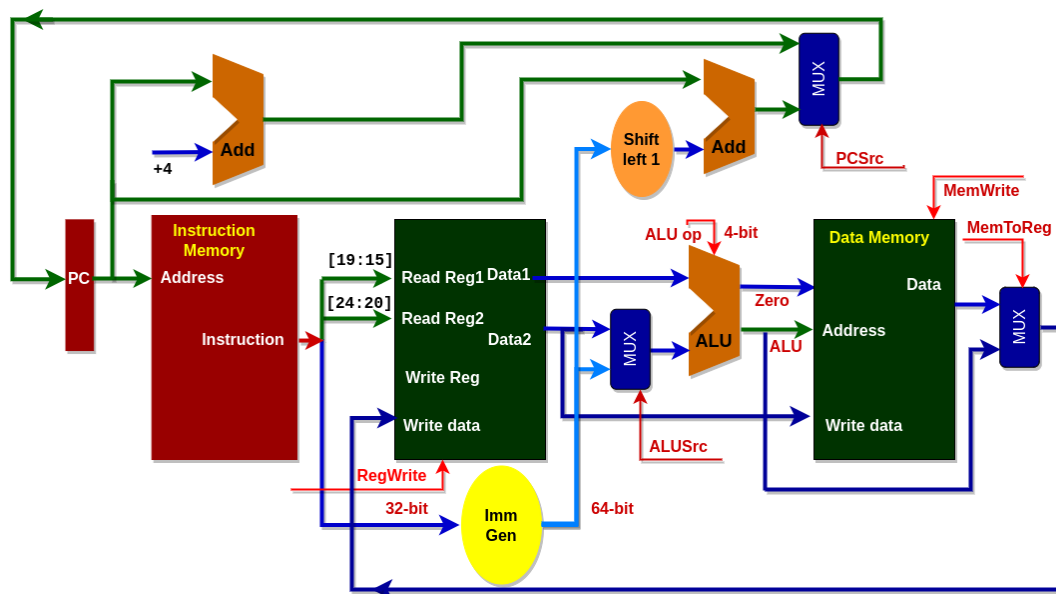 MUX
Add
+4
Shift
left 1
Add
PCSrc
MemWrite
Instruction
Memory
ALU op
4-bit
MemToReg
Data Memory
[19:15]
PC
Address
Read Reg1
Data1
Data
[24:20]
Zero
Read Reg2
Instruction
Data2
MUX
ALU
ALU
Address
MUX
Write Reg
Write data
Write data
ALUSrc
RegWrite
32-bit
64-bit
Imm
Gen